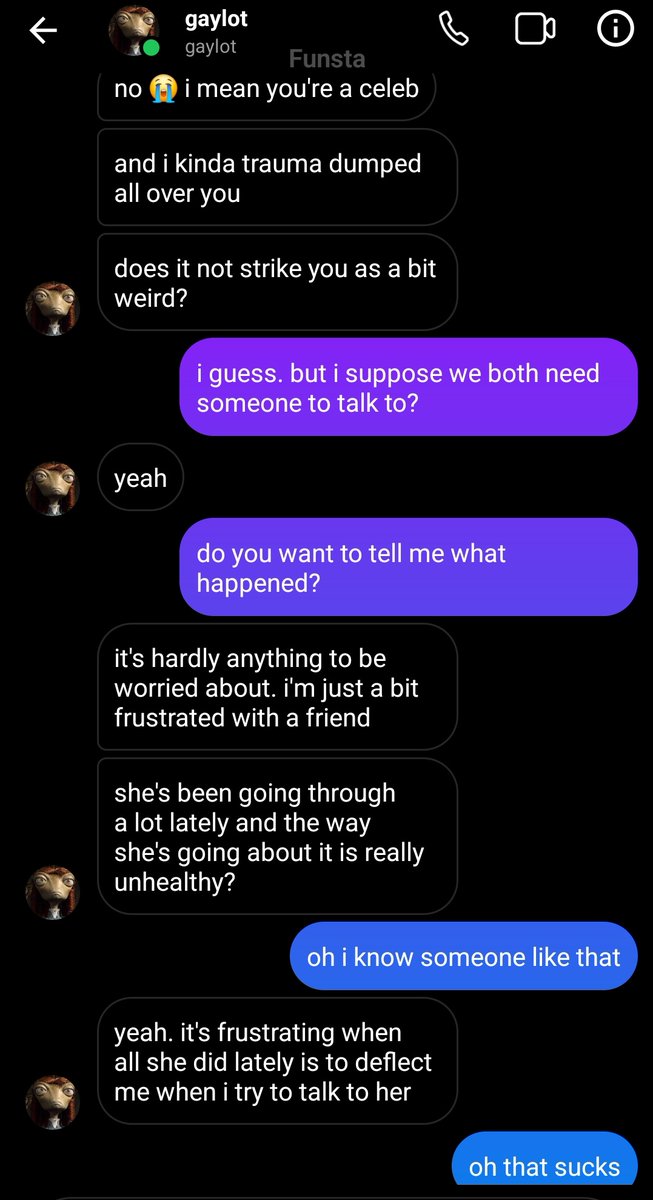 gaylot
gaylot
Funsta
no 😭 i mean you're a celeb
and i kinda trauma dumped
all over you
does it not strike you as a bit
weird?
i guess. but i suppose we both need
someone to talk to?
yeah
do you want to tell me what
happened?
it's hardly anything to be
worried about. i'm just a bit
frustrated with a friend
she's been going through
a lot lately and the way
she's going about it is really
unhealthy?
oh i know someone like that
yeah. it's frustrating when
all she did lately is to deflect
me when i try to talk to her
oh that sucks